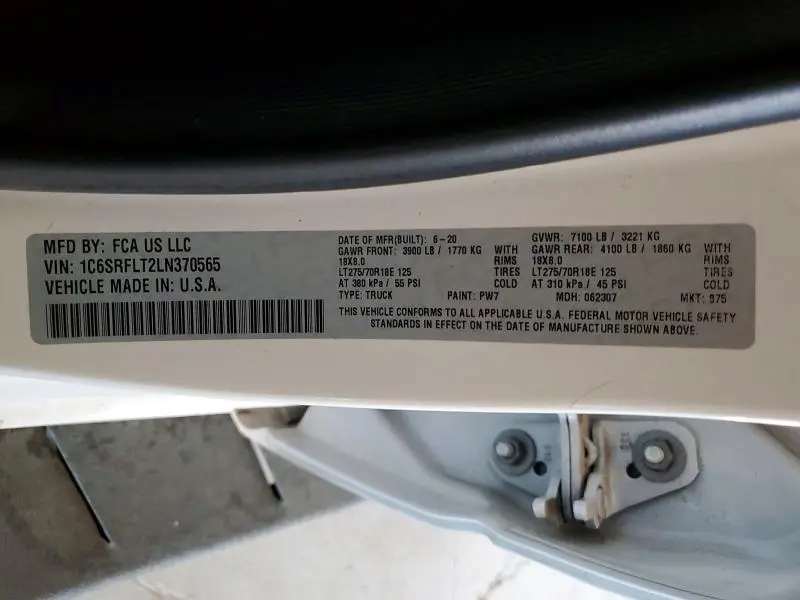 MFD BY: FCA US LLC
VIN: 1C6SRFLT2LN370565
VEHICLE MADE IN: U.S.A.
DATE OF MFR(BUILT): 6-20 GVWR: 7100 LB / 3221 KG
GAWR FRONT: 3900 LB / 1770 KG WITH GAWR REAR: 4100 LB / 1860 KG WITH
18X8.0 RIMS 18X8.0 RIMS
LT275/70R18E 125 TIRES LT275/70R18E 125 TIRES
AT 380 kPa / 55 PSI COLD AT 310 kPa / 45 PSI COLD
TYPE: TRUCK PAINT: PW7 MDH: 062307 MKT: 975
THIS VEHICLE CONFORMS TO ALL APPLICABLE U.S.A. FEDERAL MOTOR VEHICLE SAFETY
STANDARDS IN EFFECT ON THE DATE OF MANUFACTURE SHOWN ABOVE.